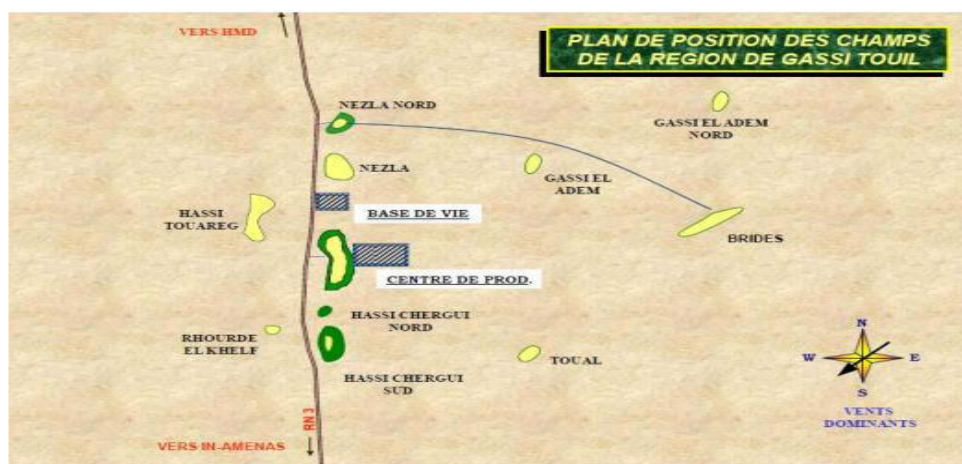 VERS HMD
PLAN DE POSITION DES CHAMPS
DE LA REGION DE GASSI TOUIL
NEZLA NORD
GASSI EL ADEM
NORD
NEZLA
GASSI EL
ADEM
HASSI
TOUAREG
BASE DE VIE
BRIDES
CENTRE DE PROD.
HASSI CHERGUI
NORD
RHOURDE
EL KHELF
TOUAL
HASSI CHERGUI
SUD
N
W
E
S
VENTS
DOMINANTS
RN 3
VERS IN-AMENAS